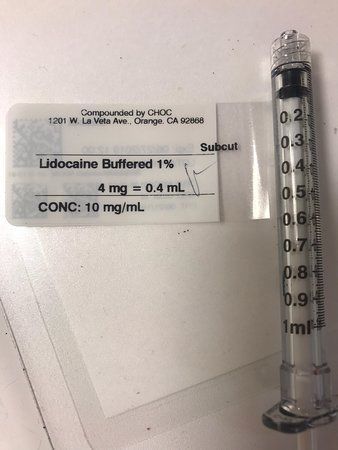 Compounded by CHOC
1201 W. La Veta Ave., Orange. CA 92868
Subcut
Lidocaine Buffered 1%
4 mg = 0.4 mL
CONC: 10 mg/mL
0.2
0.3
0.4
0.5
0.6
0.7
0.8
0.9
1ml